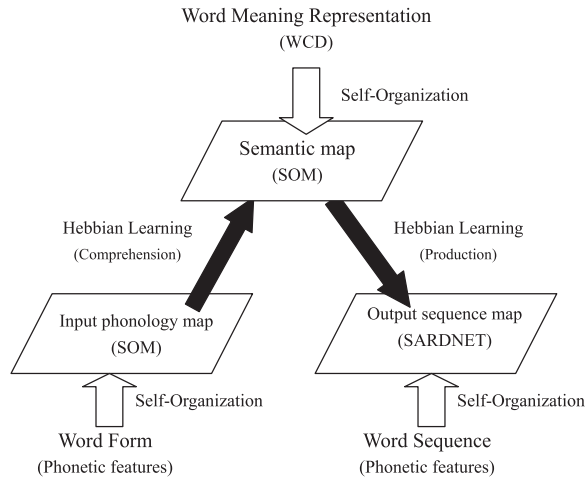 Word Meaning Representation
(WCD)
Self-Organization
Semantic map
(SOM)
Hebbian Learning
(Comprehension)
Hebbian Learning
(Production)
Input phonology map
(SOM)
Output sequence map
(SARDNET)
Self-Organization
Self-Organization
Word Form
(Phonetic features)
Word Sequence
(Phonetic features)